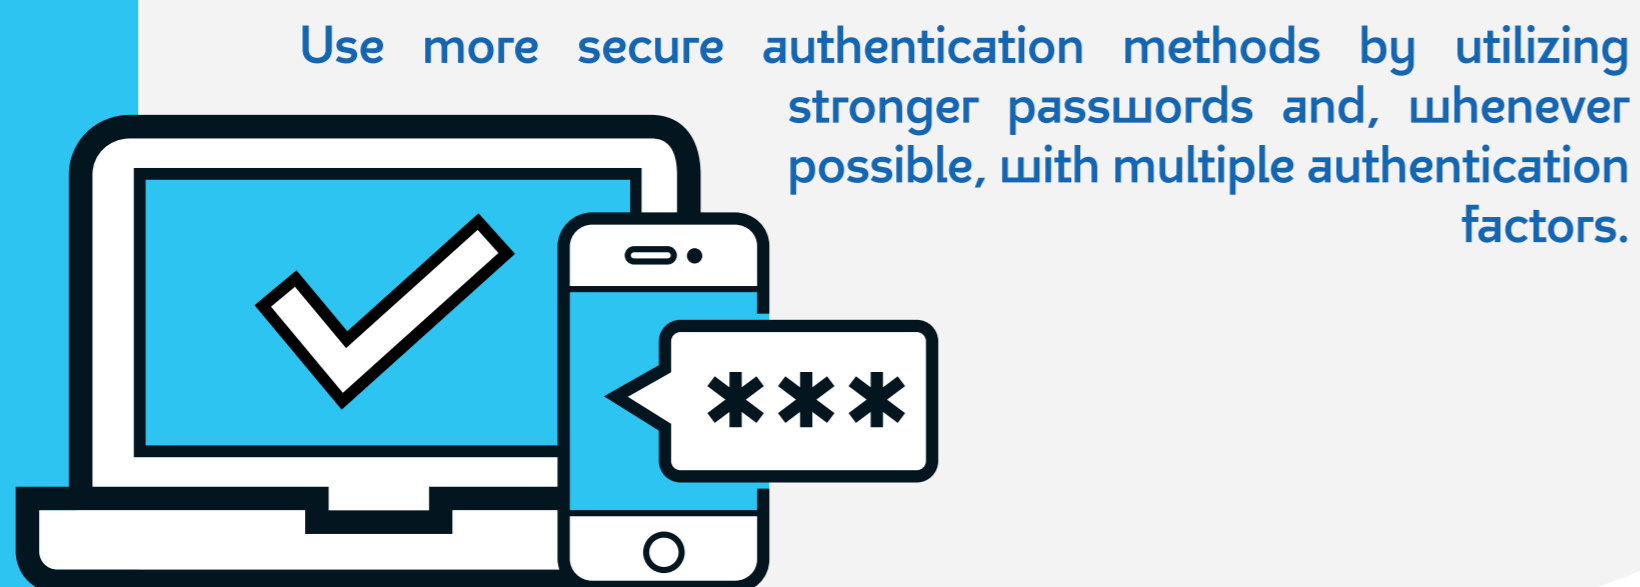 Use more secure authentication methods by utilizing
stronger passwords and, whenever
possible, with multiple authentication
factors.
***